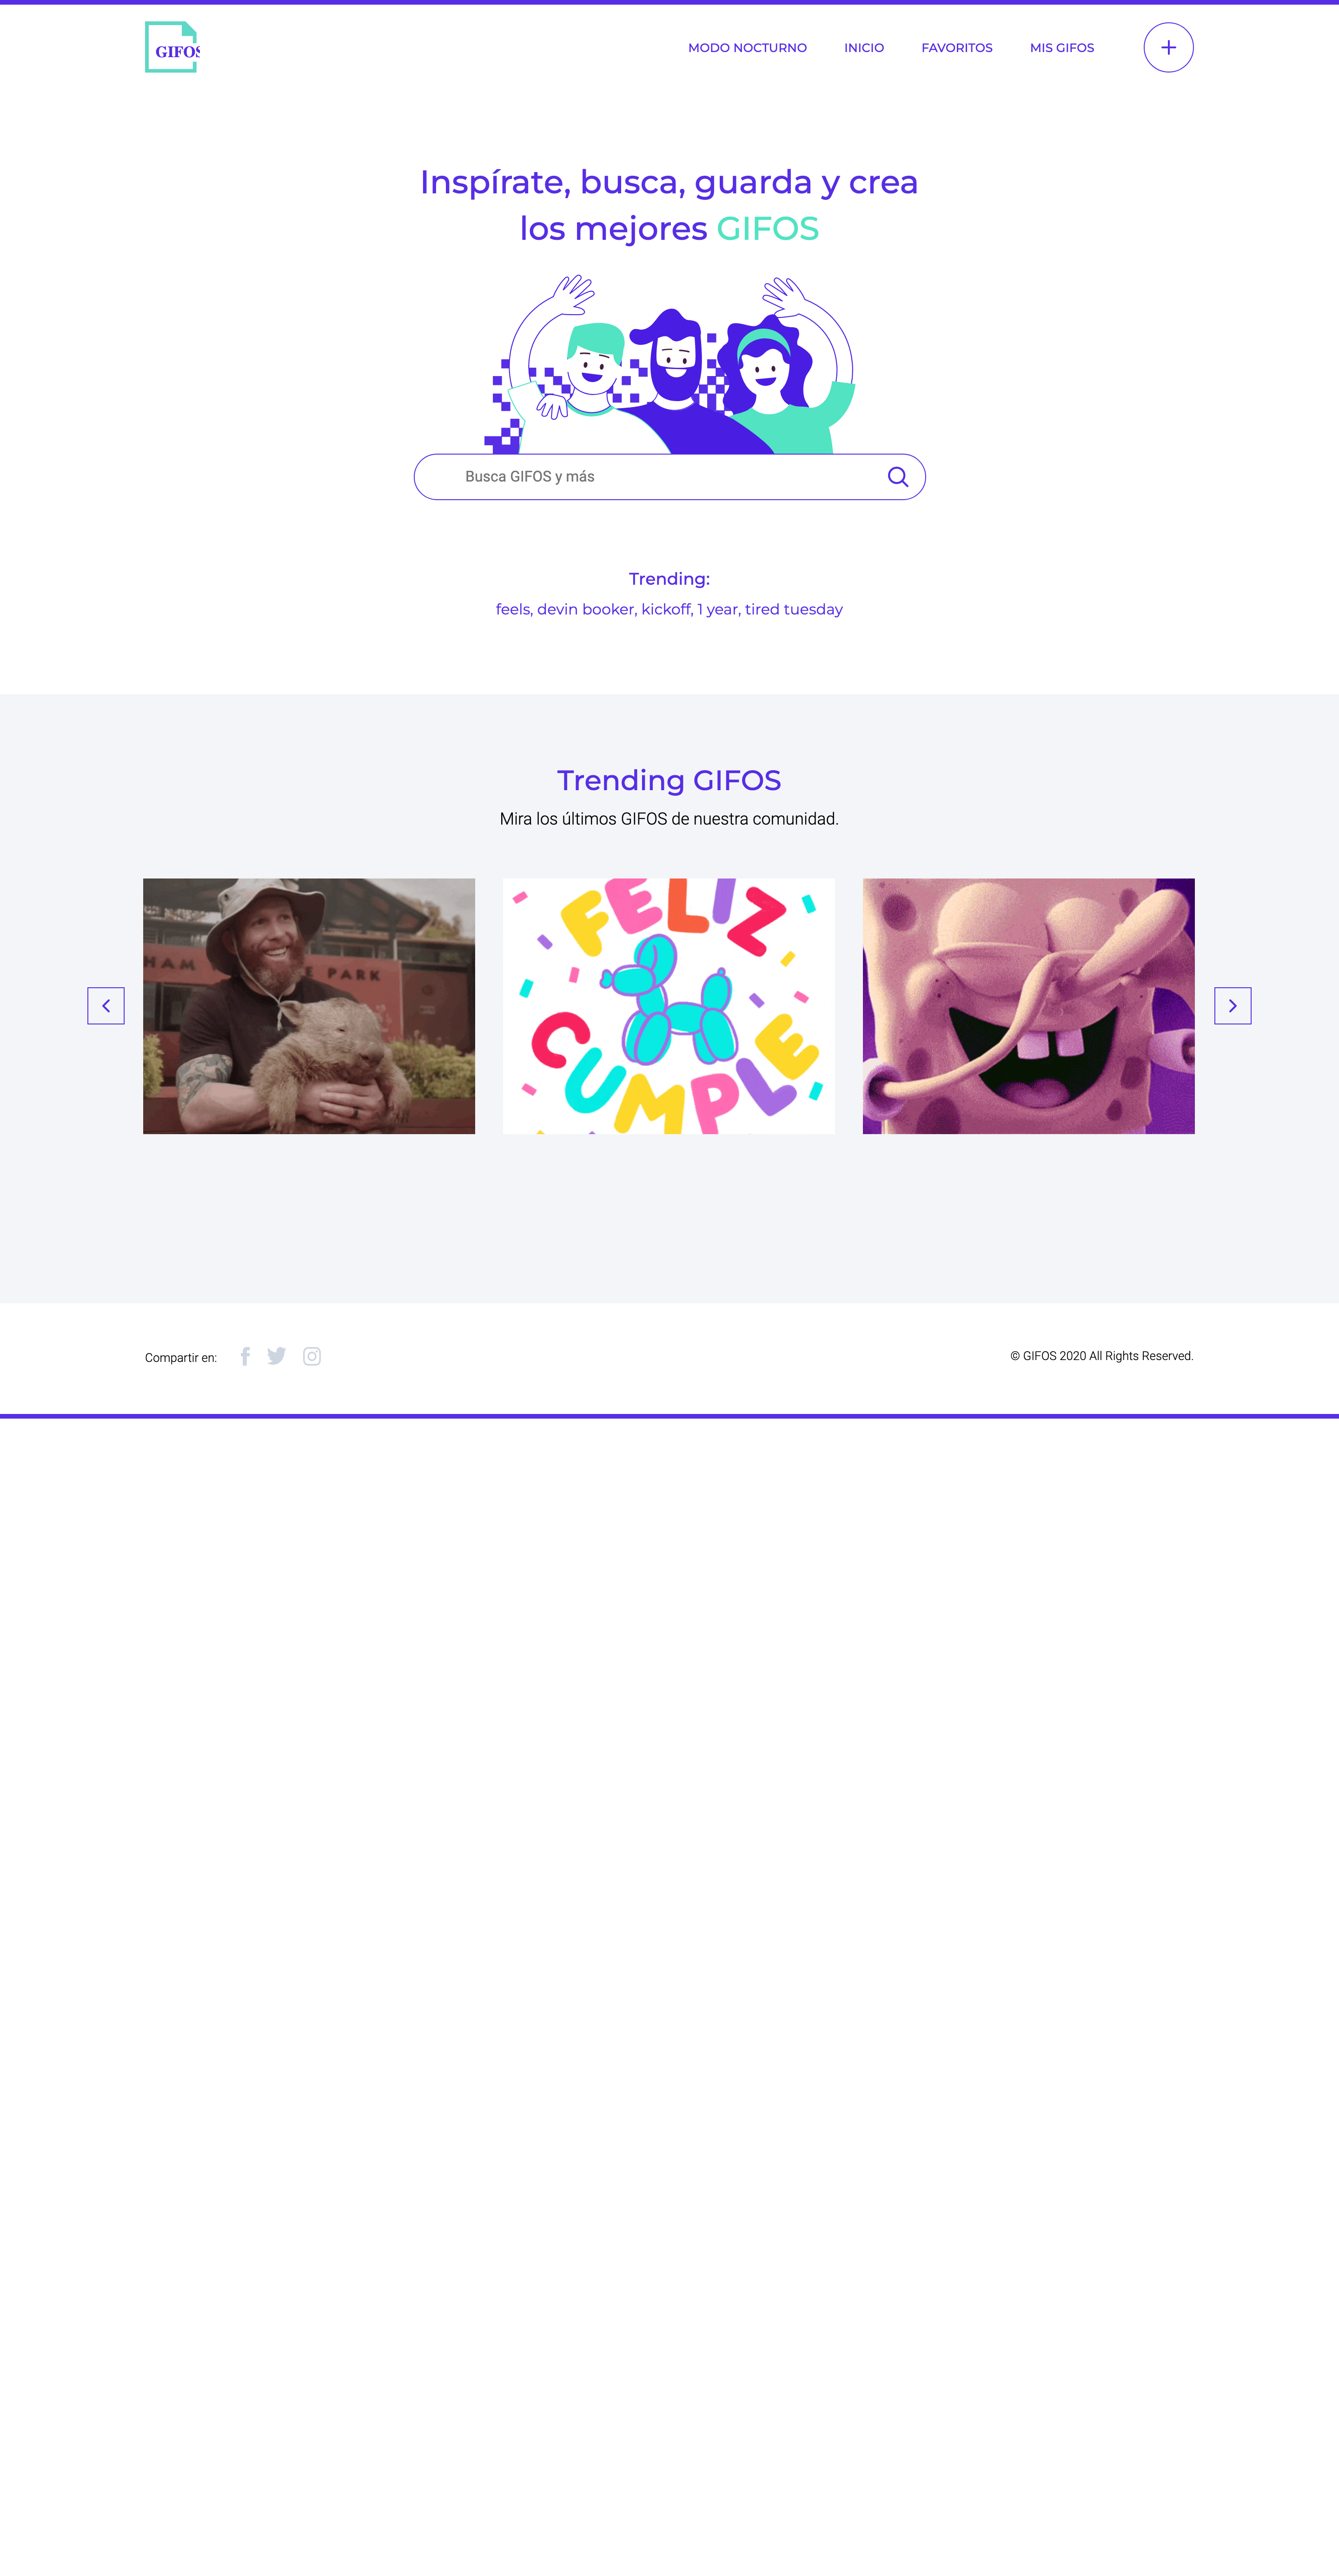 GIFOS
MODO NOCTURNO
INICIO
FAVORITOS
MIS GIFOS
Inspírate, busca, guarda y crea
los mejores GIFOS
Busca GIFOS y más
Trending:
feels, devin booker, kickoff, 1 year, tired tuesday
Trending GIFOS
Mira los últimos GIFOS de nuestra comunidad.
HAM
PARK
FELIZ
CUMPLE
Compartir en:
© GIFOS 2020 All Rights Reserved.